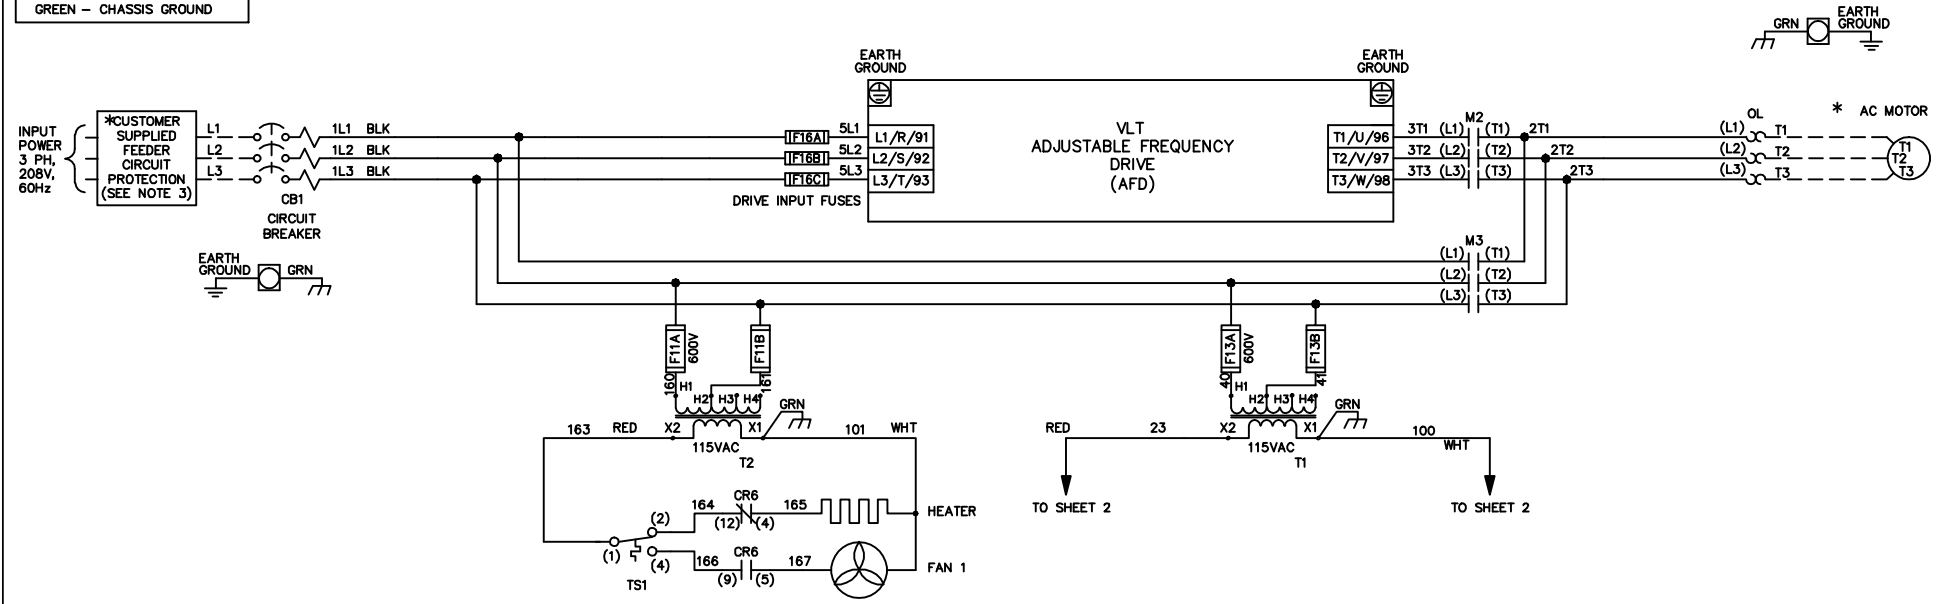 GREEN - CHASSIS GROUND
EARTH
GROUND
GRN
INPUT
POWER
3 PH,
208V,
60Hz
*CUSTOMER
SUPPLIED
FEEDER
CIRCUIT
PROTECTION
(SEE NOTE 3)
L1
L2
L3
CB1
CIRCUIT
BREAKER
1L1 BLK
1L2 BLK
1L3 BLK
EARTH
GROUND
GRN
F16A
F16B
F16C
DRIVE INPUT FUSES
5L1
5L2
5L3
EARTH
GROUND
L1/R/91
L2/S/92
L3/T/93
VLT
ADJUSTABLE FREQUENCY
DRIVE
(AFD)
EARTH
GROUND
T1/U/96
T2/V/97
T3/W/98
M2
3T1 (L1) (T1) 2T1
3T2 (L2) (T2) 2T2
3T3 (L3) (T3) 2T3
M3
(L1) (T1)
(L2) (T2)
(L3) (T3)
OL
(L1) T1
(L2) T2
(L3) T3
* AC MOTOR
T1
T2
T3
F11A
600V
F11B
160
161
H1
H2 H3 H4
GRN
163 RED X2 X1 101 WHT
115VAC
T2
F13A
600V
F13B
40
41
H1
H2 H3 H4
GRN
RED 23 X2 X1 100
WHT
115VAC
T1
TO SHEET 2
TO SHEET 2
164 CR6 165
(2) (12) (4)
HEATER
(1)
(4)
TS1
166 CR6 167
(9) (5)
FAN 1